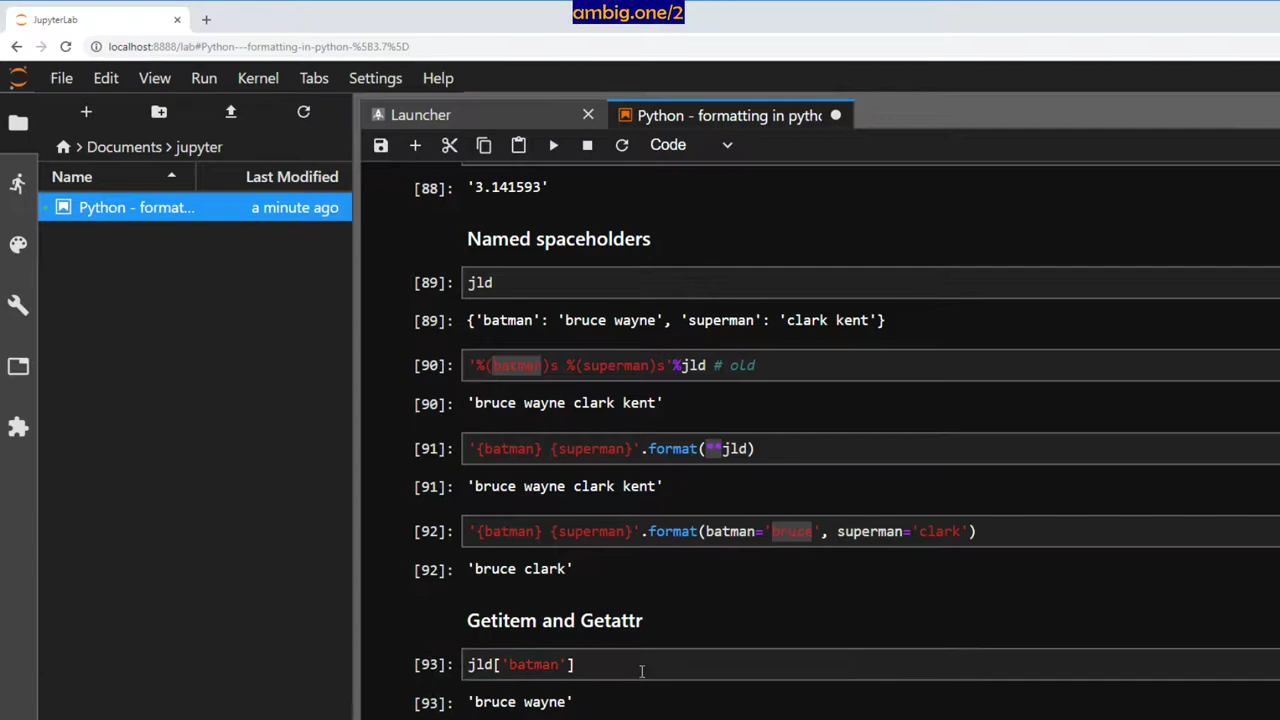 ambig.one/2
JupyterLab
localhost:8888/lab#Python---formatting-in-python-%5B3.7%5D
File Edit View Run Kernel Tabs Settings Help
Launcher
Python - formatting in pythc
Code
Documents > jupyter
Name Last Modified
Python - format... a minute ago
[88]: '3.141593'
Named spaceholders
[89]: jld
[89]: {'batman': 'bruce wayne', 'superman': 'clark kent'}
[90]: '%(batman)s %(superman)s'%jld # old
[90]: 'bruce wayne clark kent'
[91]: '{batman} {superman}'.format(**jld)
[91]: 'bruce wayne clark kent'
[92]: '{batman} {superman}'.format(batman='bruce', superman='clark')
[92]: 'bruce clark'
Getitem and Getattr
[93]: jld['batman']
[93]: 'bruce wayne'